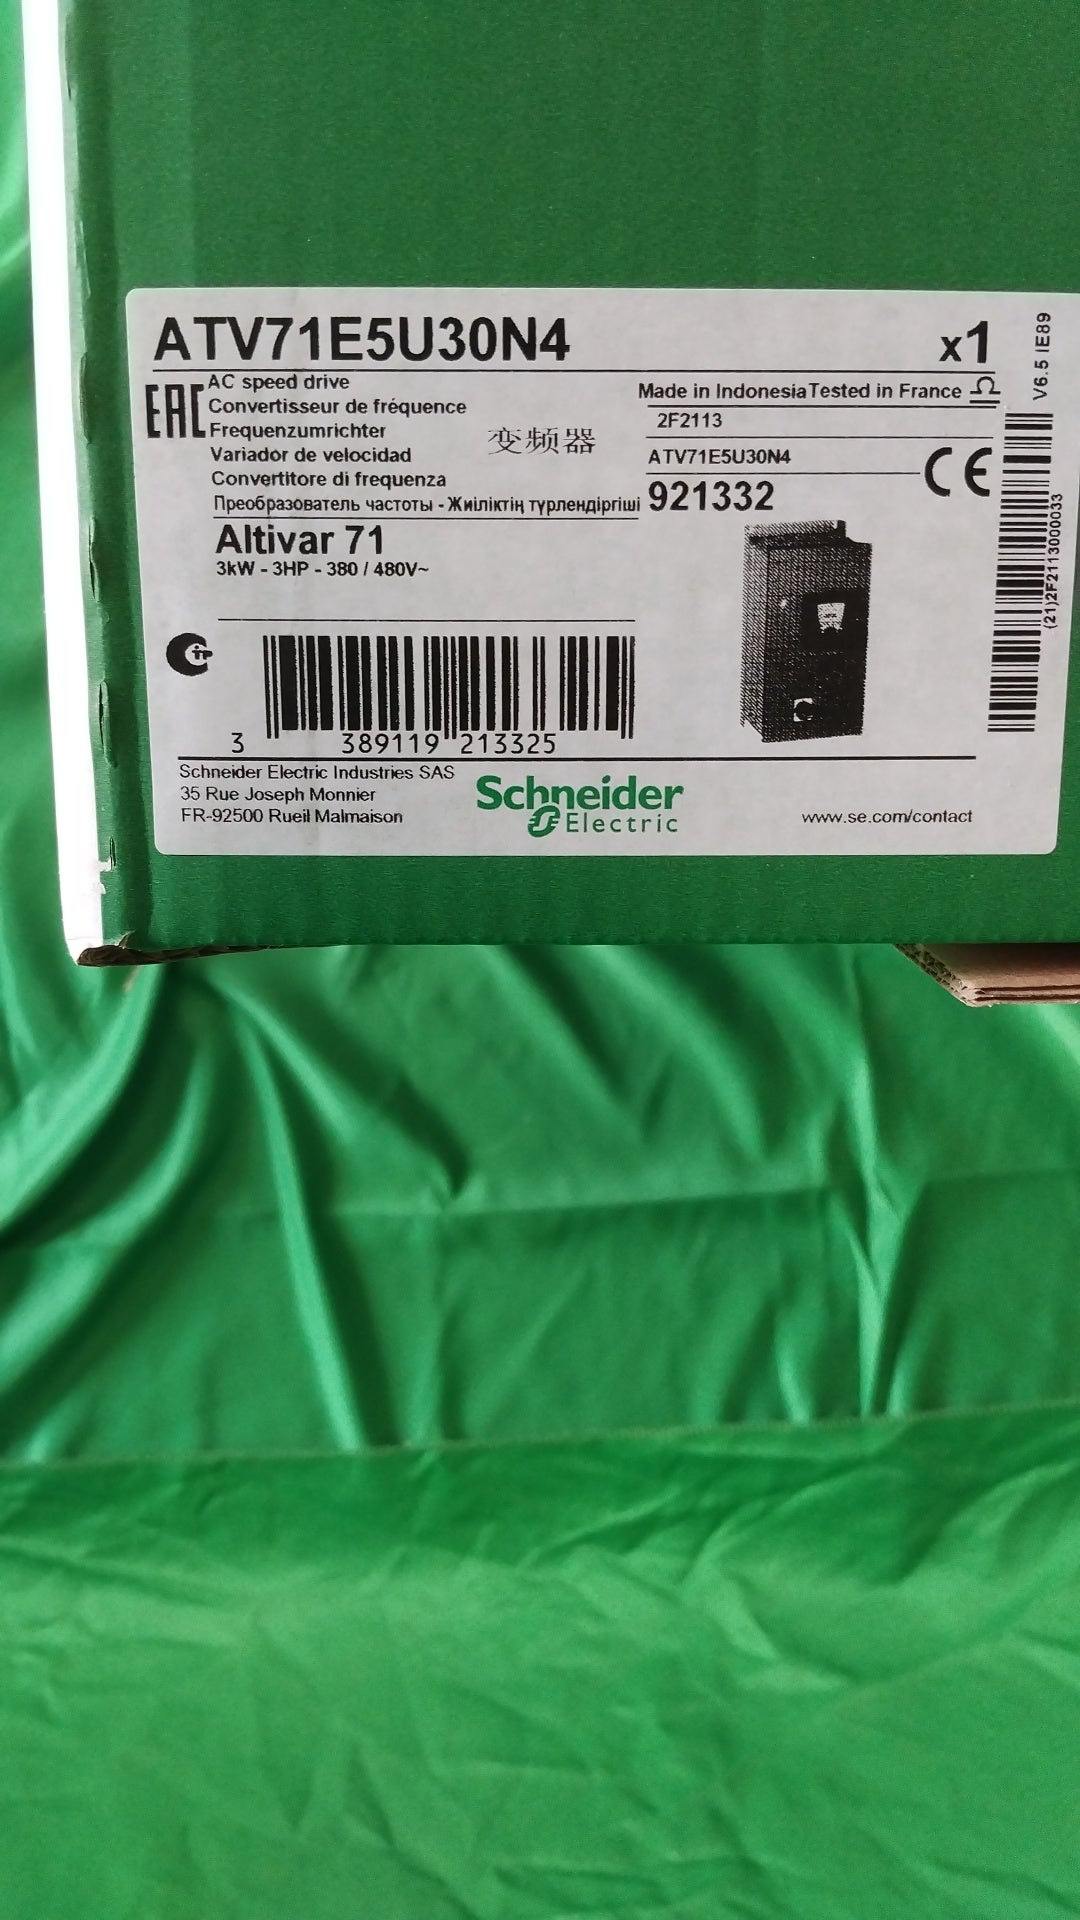 ATV71E5U30N4
x1
V6.5 IE89
EAC
AC speed drive
Convertisseur de fréquence
Frequenzumrichter
Variador de velocidad
Convertitore di frequenza
Преобразователь частоты - Жиіліктің түрлендіргіші
变频器
Made in Indonesia Tested in France
2F2113
ATV71E5U30N4
921332
CE
(21)2F2113000033
Altivar 71
3kW - 3HP - 380 / 480V~
3 389119 213325
Schneider Electric Industries SAS
35 Rue Joseph Monnier
FR-92500 Rueil Malmaison
Schneider
Electric
www.se.com/contact